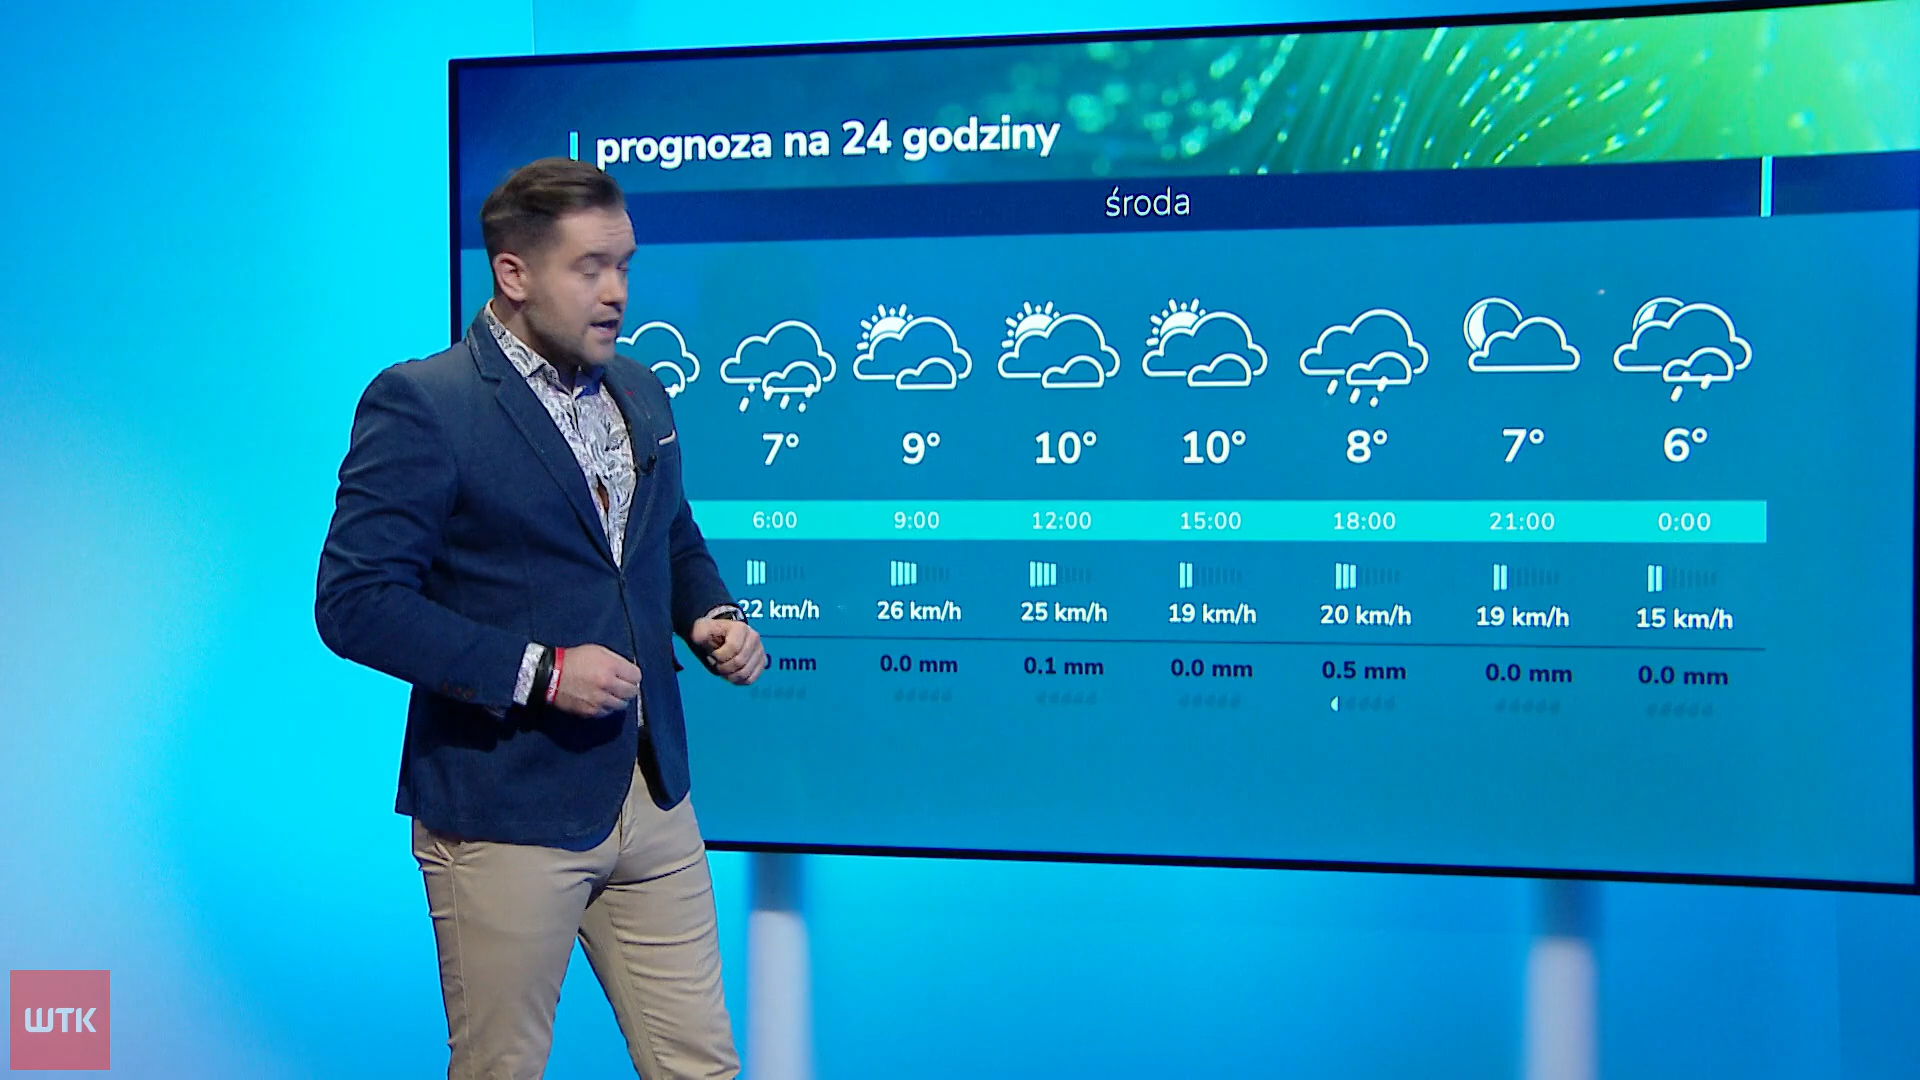 prognoza na 24 godziny
środa
7° 9° 10° 10° 8° 7° 6°
6:00 9:00 12:00 15:00 18:00 21:00 0:00
22 km/h 26 km/h 25 km/h 19 km/h 20 km/h 19 km/h 15 km/h
mm 0.0 mm 0.1 mm 0.0 mm 0.5 mm 0.0 mm 0.0 mm
WTK